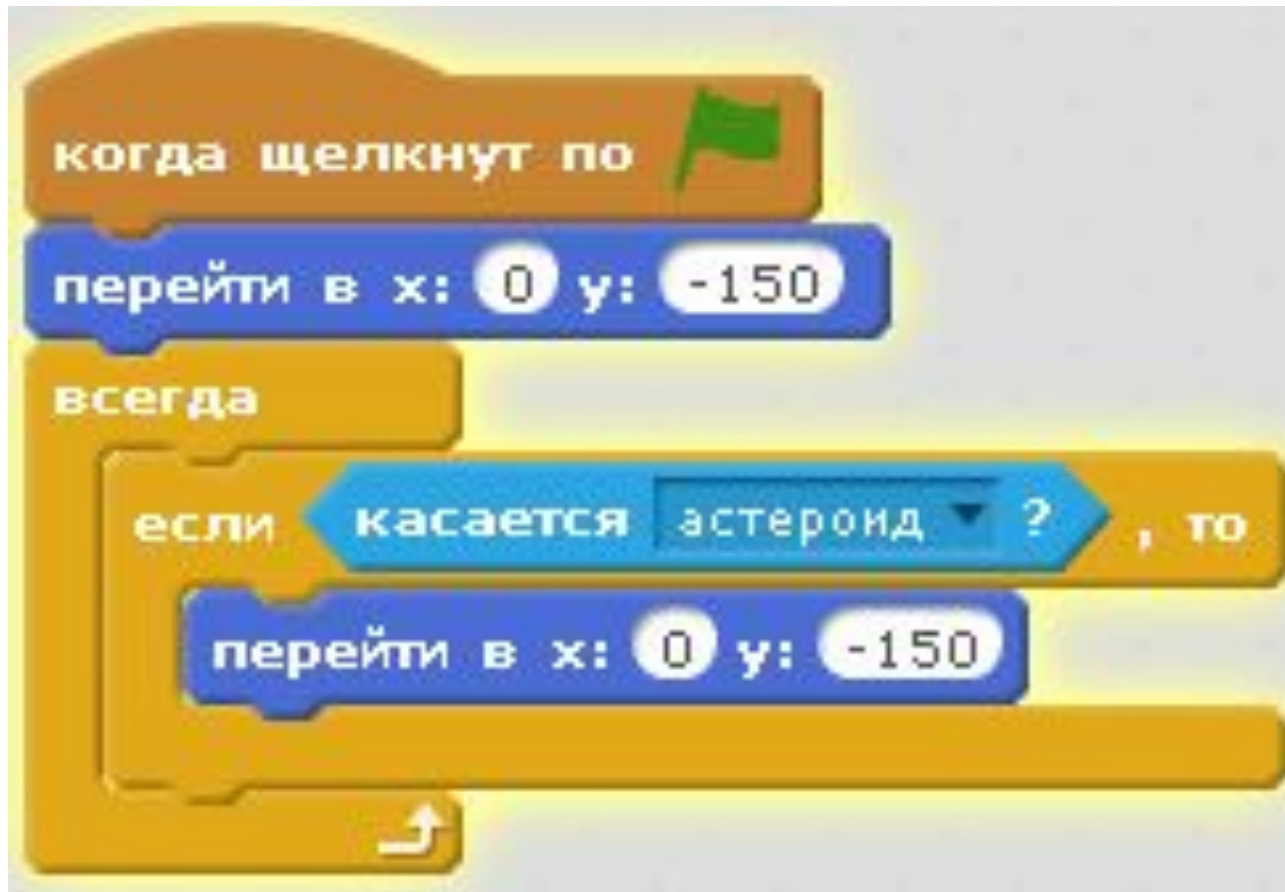 когда щелкнут по
перейти в x: 0 y: -150
всегда
если касается астероид ? , то
перейти в x: 0 y: -150